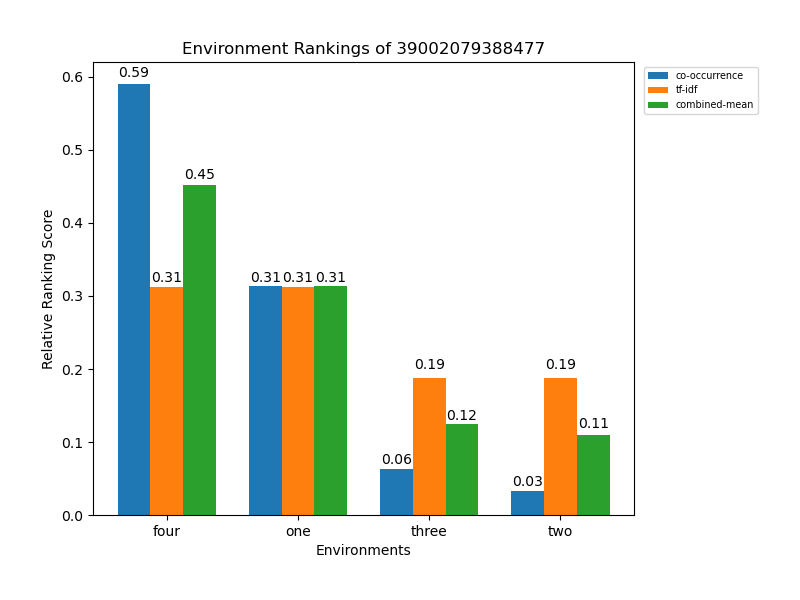 Environment Rankings of 39002079388477
co-occurrence
tf-idf
combined-mean
Relative Ranking Score
0.6
0.5
0.4
0.3
0.2
0.1
0.0
0.59
0.31
0.45
0.31
0.31
0.31
0.06
0.19
0.12
0.03
0.19
0.11
four
one
three
two
Environments